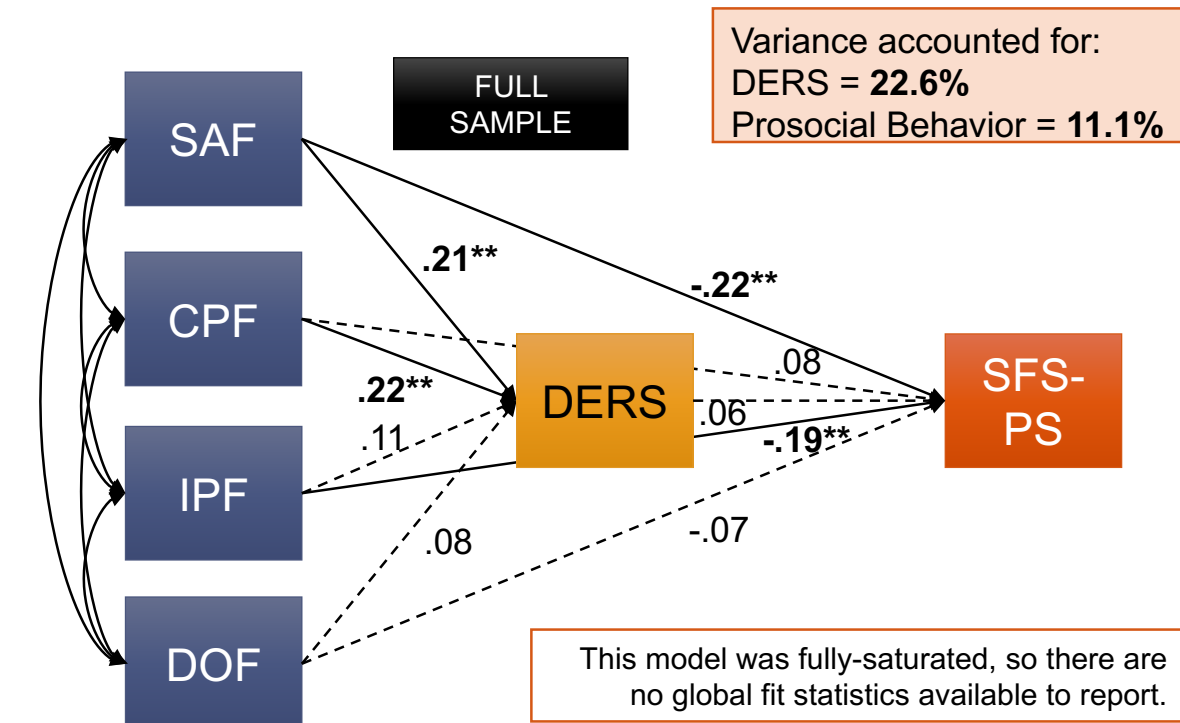 Variance accounted for:
DERS = 22.6%
Prosocial Behavior = 11.1%
FULL
SAMPLE
SAF
.21**
-.22**
CPF
.08
.22**
DERS
.06
SFS-
PS
.11
-.19**
IPF
.08
-.07
DOF
This model was fully-saturated, so there are
no global fit statistics available to report.